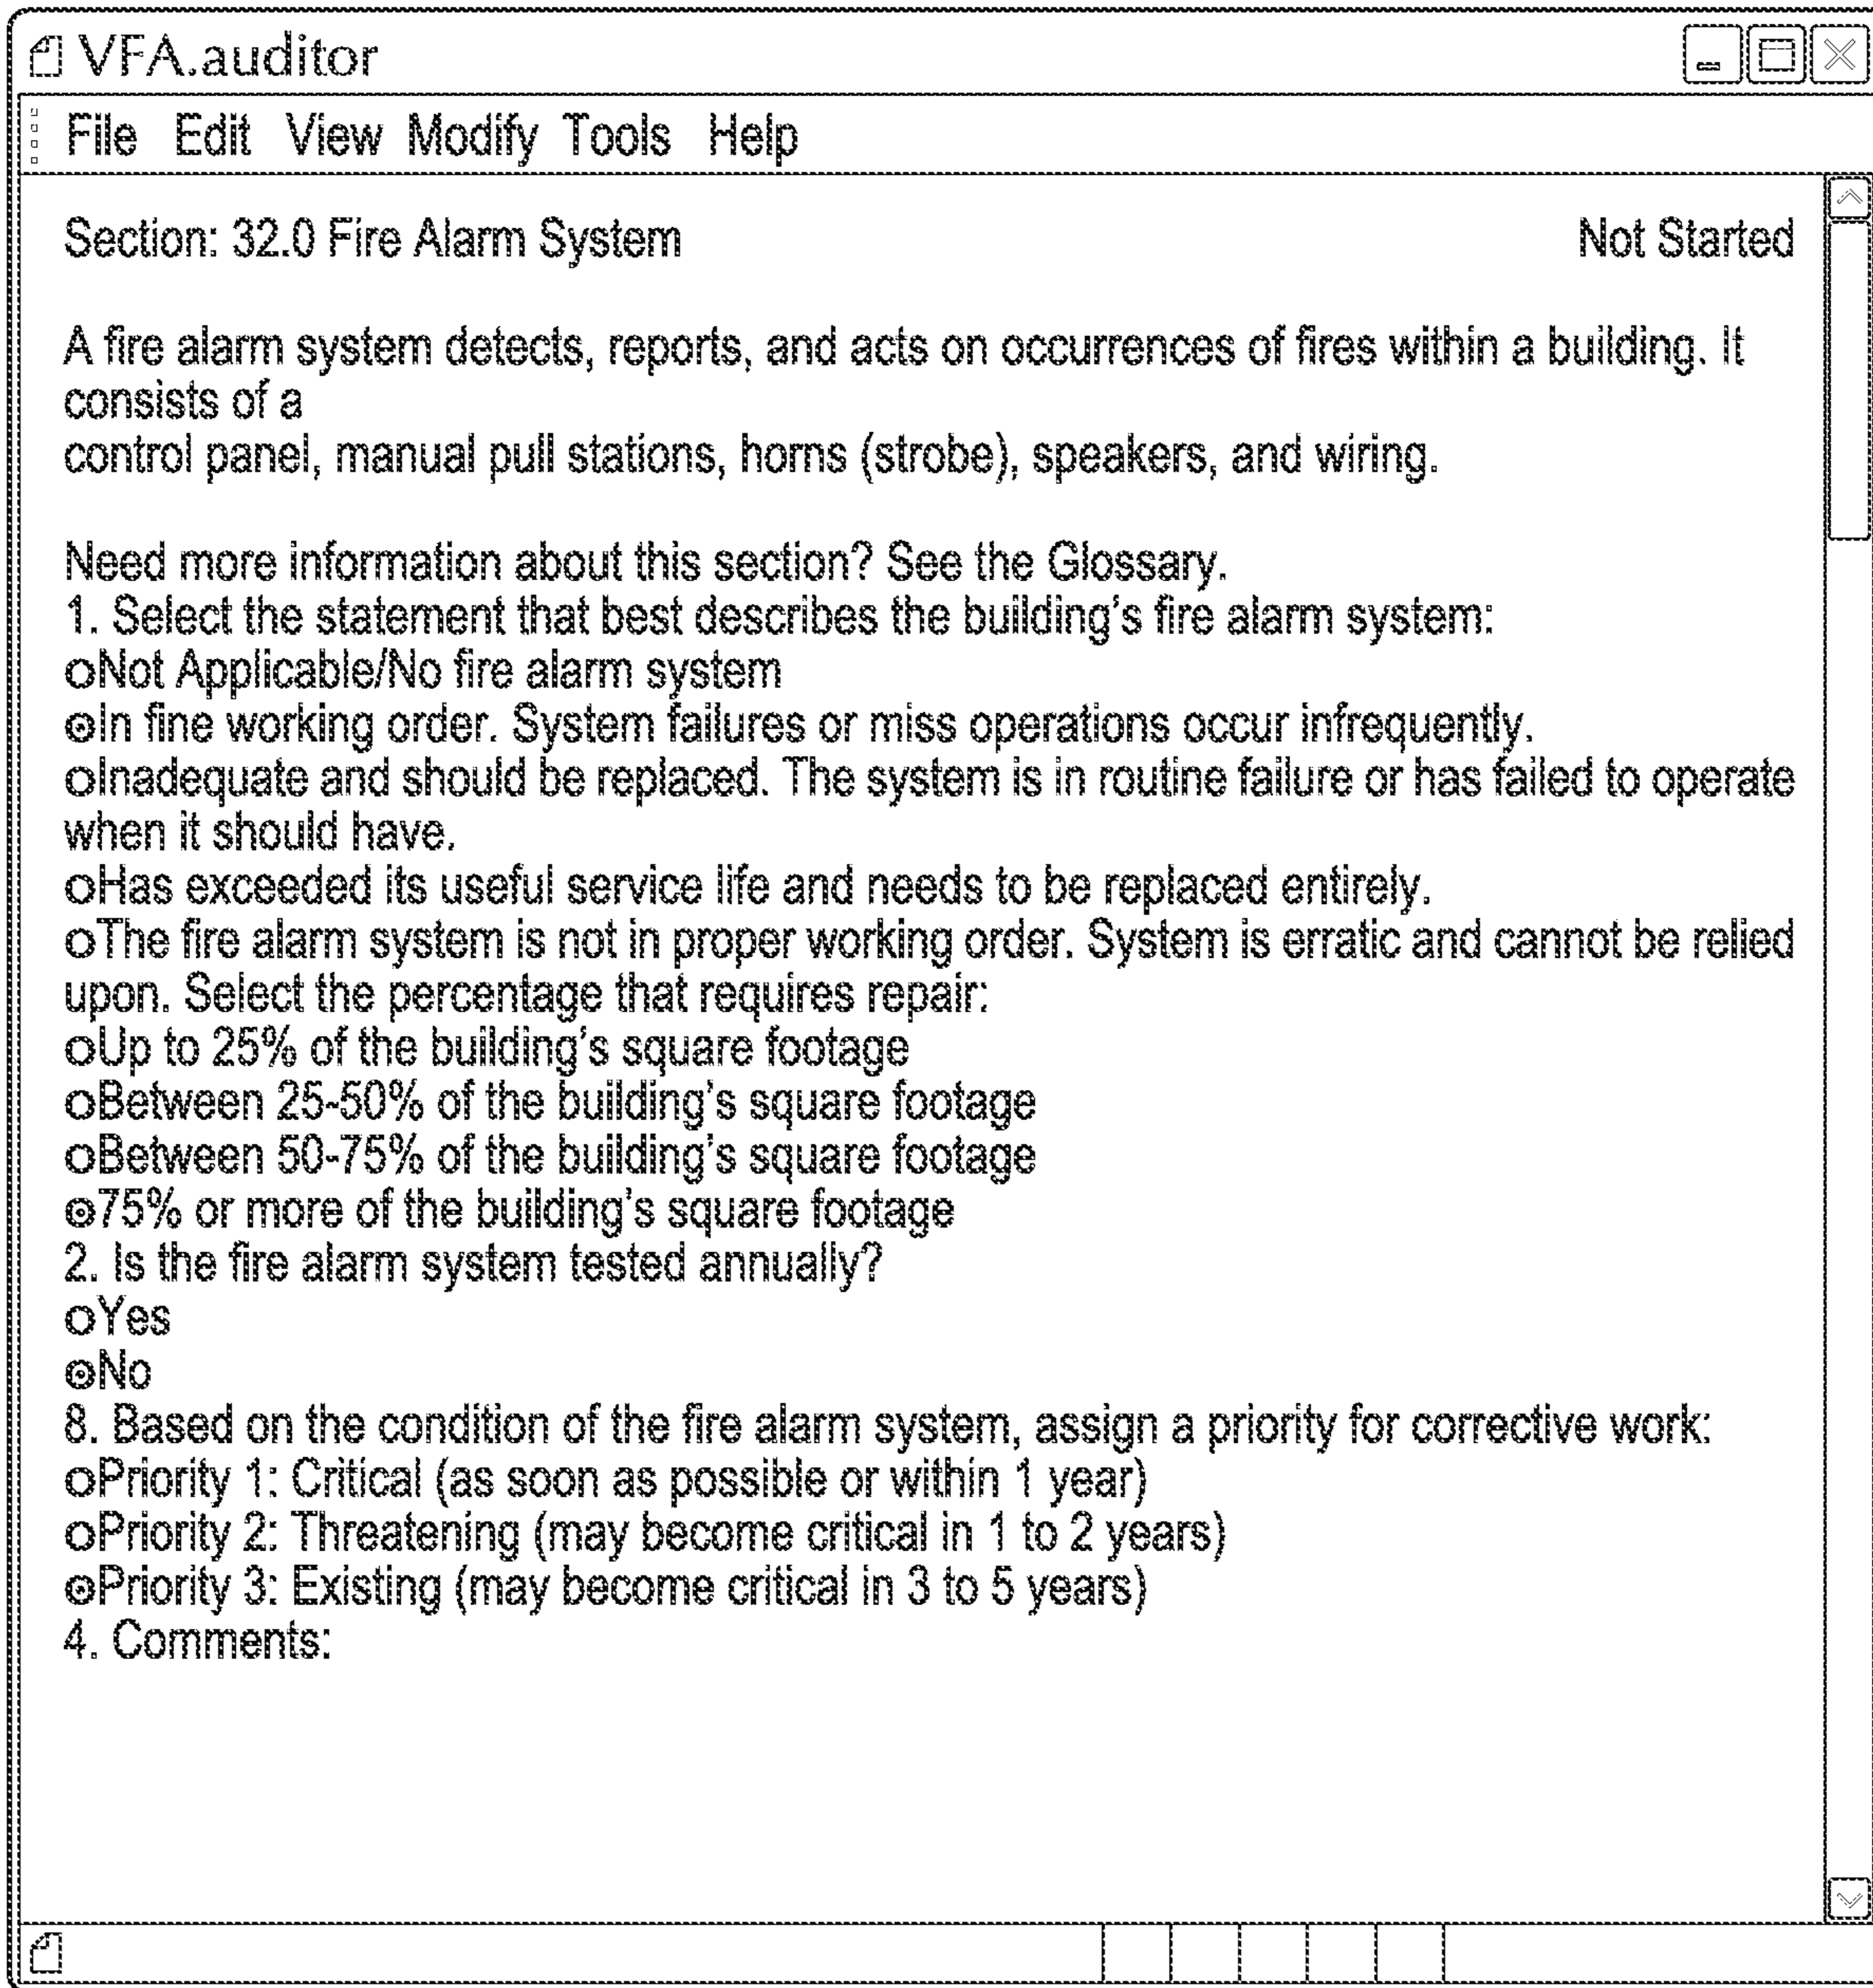 VFA.auditor
File Edit View Modify Tools Help
Section: 32.0 Fire Alarm System Not Started
A fire alarm system detects, reports, and acts on occurrences of fires within a building. It
consists of a
control panel, manual pull stations, horns (strobe), speakers, and wiring.
Need more information about this section? See the Glossary.
1. Select the statement that best describes the building's fire alarm system:
○Not Applicable/No fire alarm system
⊙In fine working order. System failures or miss operations occur infrequently.
○Inadequate and should be replaced. The system is in routine failure or has failed to operate
when it should have.
○Has exceeded its useful service life and needs to be replaced entirely.
○The fire alarm system is not in proper working order. System is erratic and cannot be relied
upon. Select the percentage that requires repair:
○Up to 25% of the building's square footage
○Between 25-50% of the building's square footage
○Between 50-75% of the building's square footage
⊙75% or more of the building's square footage
2. Is the fire alarm system tested annually?
○Yes
⊙No
8. Based on the condition of the fire alarm system, assign a priority for corrective work:
○Priority 1: Critical (as soon as possible or within 1 year)
○Priority 2: Threatening (may become critical in 1 to 2 years)
⊙Priority 3: Existing (may become critical in 3 to 5 years)
4. Comments: